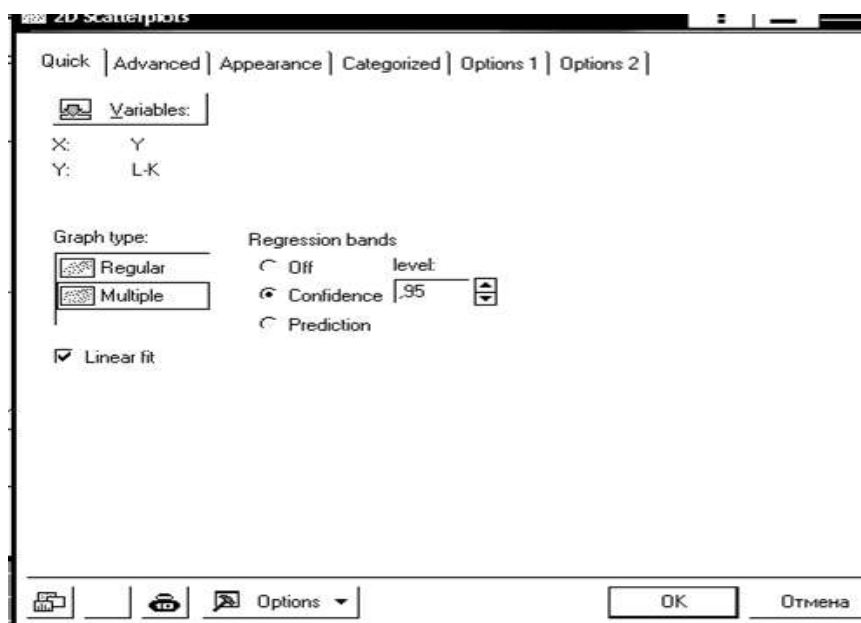 2D Scatterplots
Quick Advanced Appearance Categorized Options 1 Options 2
Variables:
X: Y
Y: L-K
Graph type:
Regular
Multiple
Regression bands
Off
Confidence
Prediction
level:
,95
Linear fit
Options
OK
Отмена